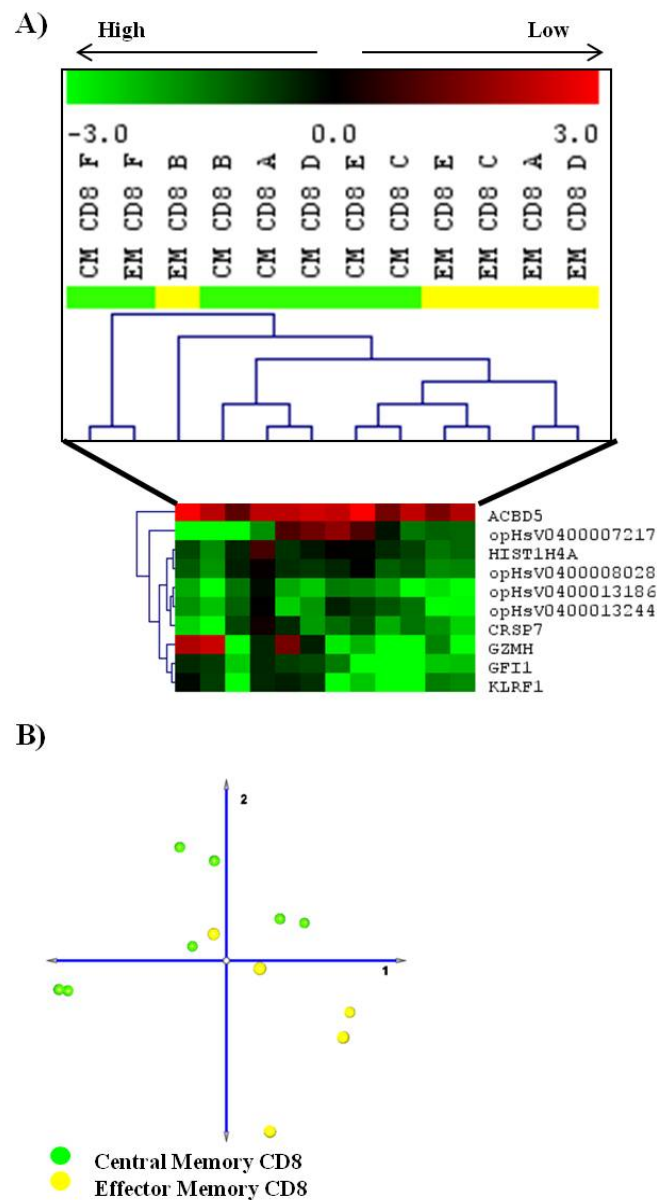 A)
High Low
-3.0 0.0 3.0
CM CD8 F
EM CD8 F
EM CD8 B
CM CD8 B
CM CD8 A
CM CD8 D
CM CD8 E
CM CD8 C
EM CD8 E
EM CD8 C
EM CD8 A
EM CD8 D
ACBD5
opHsV0400007217
HIST1H4A
opHsV0400008028
opHsV0400013186
opHsV0400013244
CRSP7
GZMH
GFI1
KLRF1
B)
2
1
Central Memory CD8
Effector Memory CD8